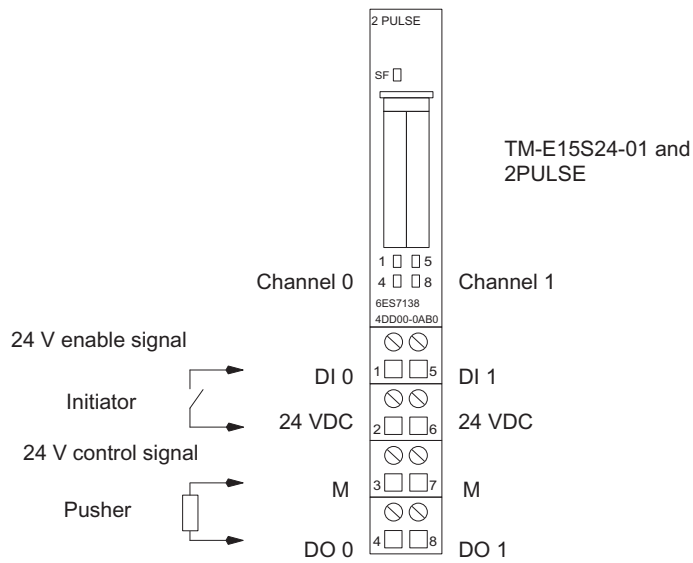 2 PULSE
SF
TM-E15S24-01 and
2PULSE
1 5
Channel 0 4 8 Channel 1
6ES7138
4DD00-0AB0
24 V enable signal
DI 0 1 5 DI 1
Initiator
24 VDC 2 6 24 VDC
24 V control signal
M 3 7 M
Pusher
DO 0 4 8 DO 1